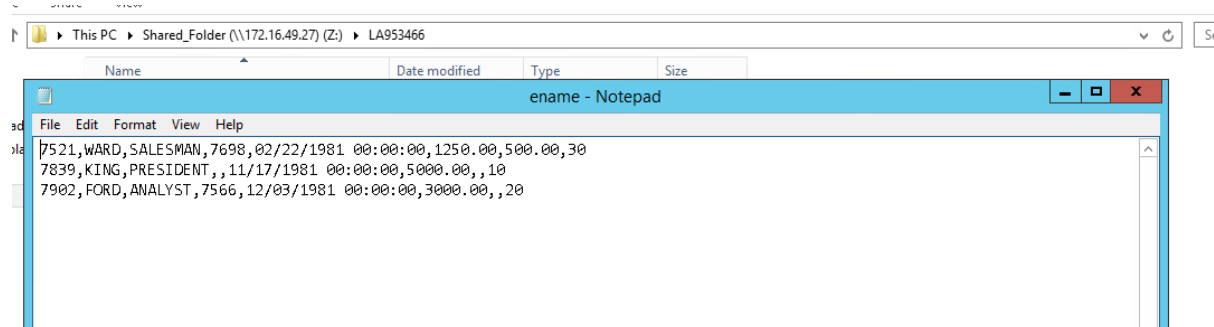 This PC ▸ Shared_Folder (\\172.16.49.27) (Z:) ▸ LA953466
Name Date modified Type Size
ename - Notepad
File Edit Format View Help
7521,WARD,SALESMAN,7698,02/22/1981 00:00:00,1250.00,500.00,30
7839,KING,PRESIDENT,,11/17/1981 00:00:00,5000.00,,10
7902,FORD,ANALYST,7566,12/03/1981 00:00:00,3000.00,,20